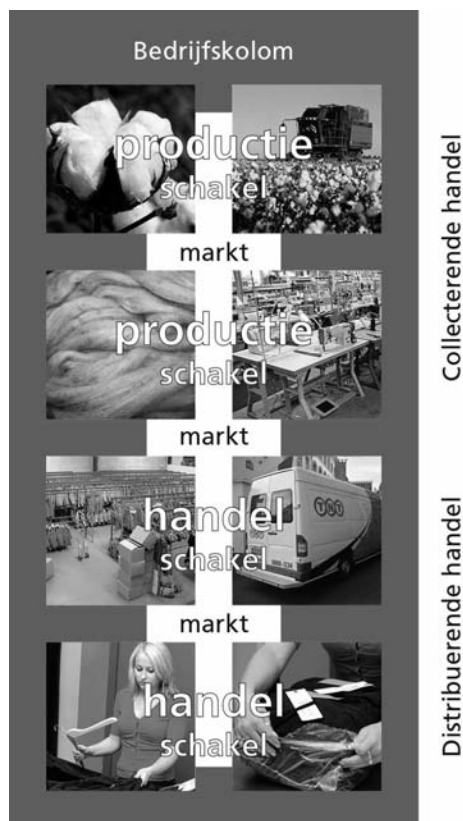 Bedrijfskolom
productie
schakel
markt
productie
schakel
markt
handel
schakel
TNT
markt
handel
schakel
Collecterende handel
Distribuerende handel